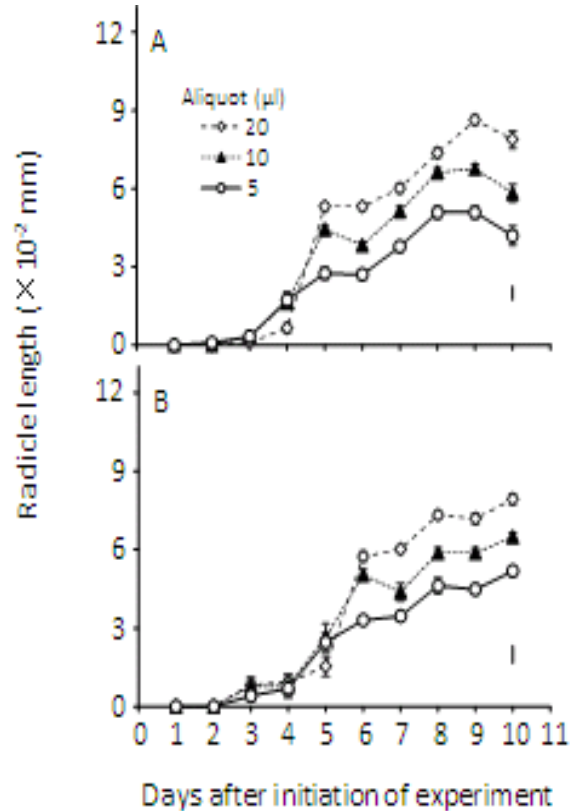 A
12
9
6
3
0
Aliquot (µl)
20
10
5
Radicle length (× 10⁻² mm)
B
12
9
6
3
0
0 1 2 3 4 5 6 7 8 9 10 11
Days after initiation of experiment